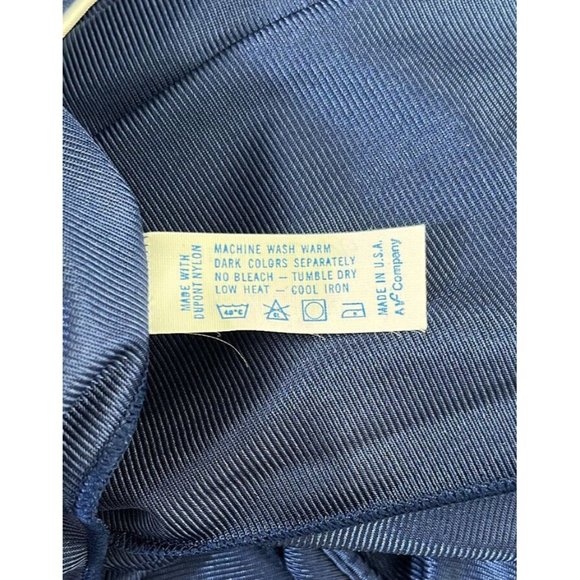 MADE WITH
DUPONT NYLON
MACHINE WASH WARM
DARK COLORS SEPARATELY
NO BLEACH — TUMBLE DRY
LOW HEAT — COOL IRON
40°C
CL
MADE IN U.S.A.
A VF Company